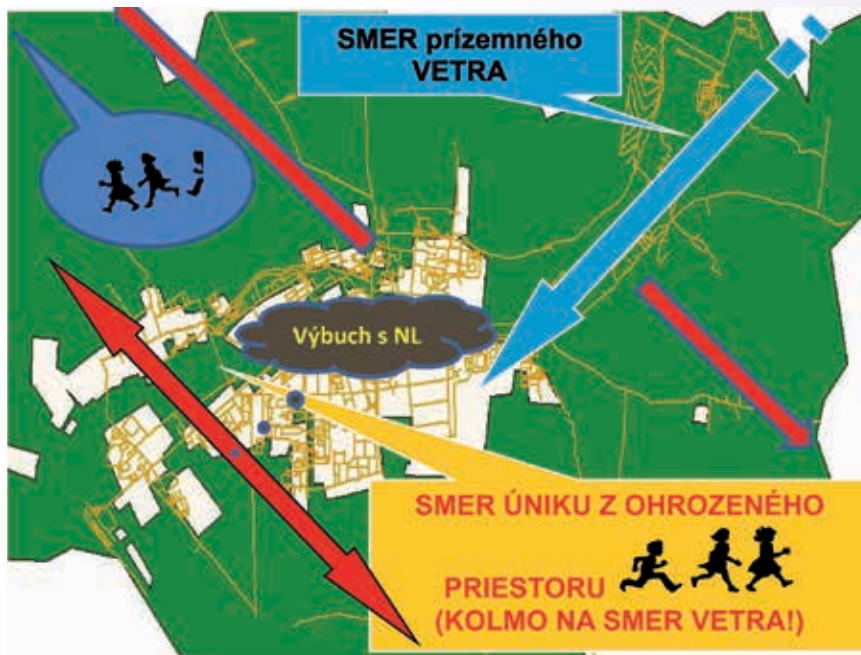 SMER prízemného
VETRA
Výbuch s NL
SMER ÚNIKU Z OHROZENÉHO
PRIESTORU
(KOLMO NA SMER VETRA!)